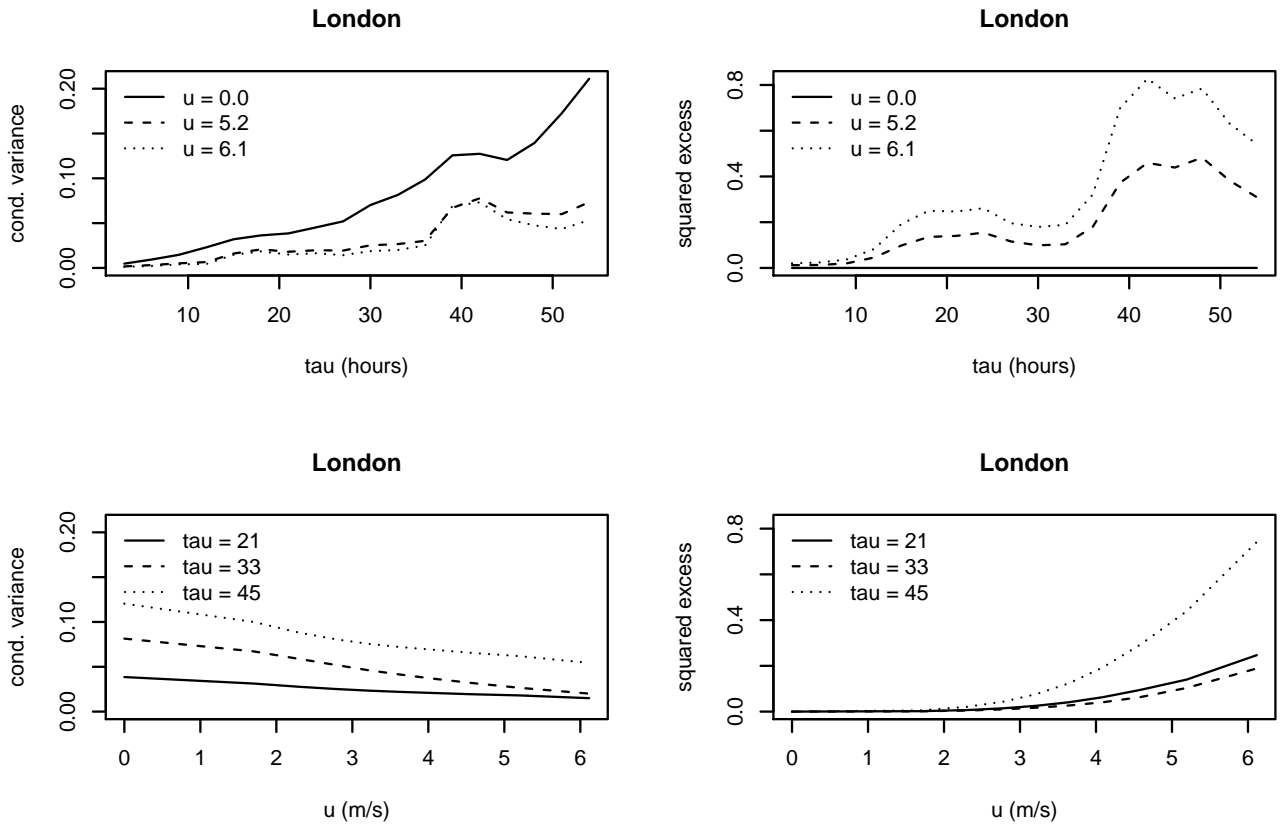 London
cond. variance
0.00 0.10 0.20
u = 0.0
u = 5.2
u = 6.1
10 20 30 40 50
tau (hours)
London
squared excess
0.0 0.4 0.8
u = 0.0
u = 5.2
u = 6.1
10 20 30 40 50
tau (hours)
London
cond. variance
0.00 0.10 0.20
tau = 21
tau = 33
tau = 45
0 1 2 3 4 5 6
u (m/s)
London
squared excess
0.0 0.4 0.8
tau = 21
tau = 33
tau = 45
0 1 2 3 4 5 6
u (m/s)